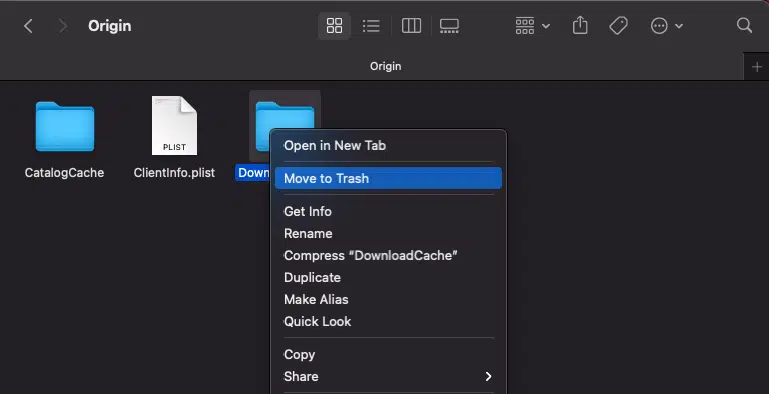 Origin
Origin
PLIST
CatalogCache
ClientInfo.plist
Down
Open in New Tab
Move to Trash
Get Info
Rename
Compress “DownloadCache”
Duplicate
Make Alias
Quick Look
Copy
Share